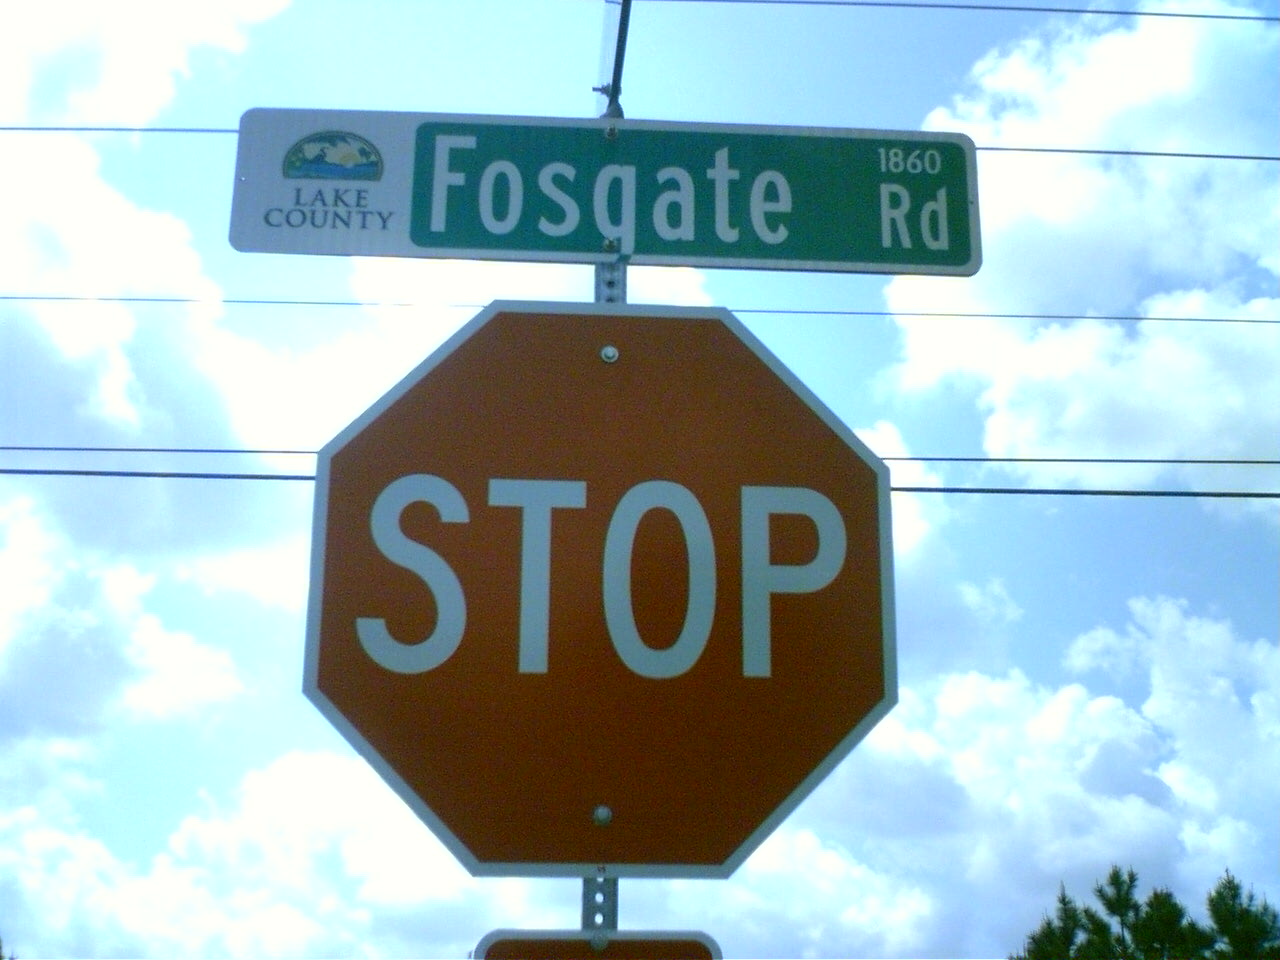 LAKE
COUNTY
Fosgate
1860
Rd
STOP